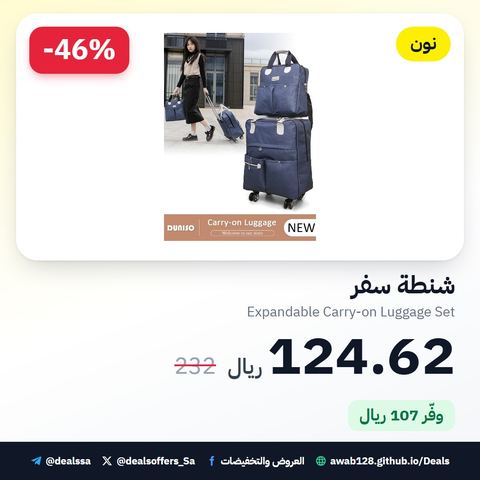 -46%
نون
DUNISO
Carry-on Luggage
Welcome to our store
NEW
شنطة سفر
Expandable Carry-on Luggage Set
124.62 ريال 232
وفّر 107 ريال
@dealssa @dealsoffers_Sa العروض والتخفيضات awab128.github.io/Deals